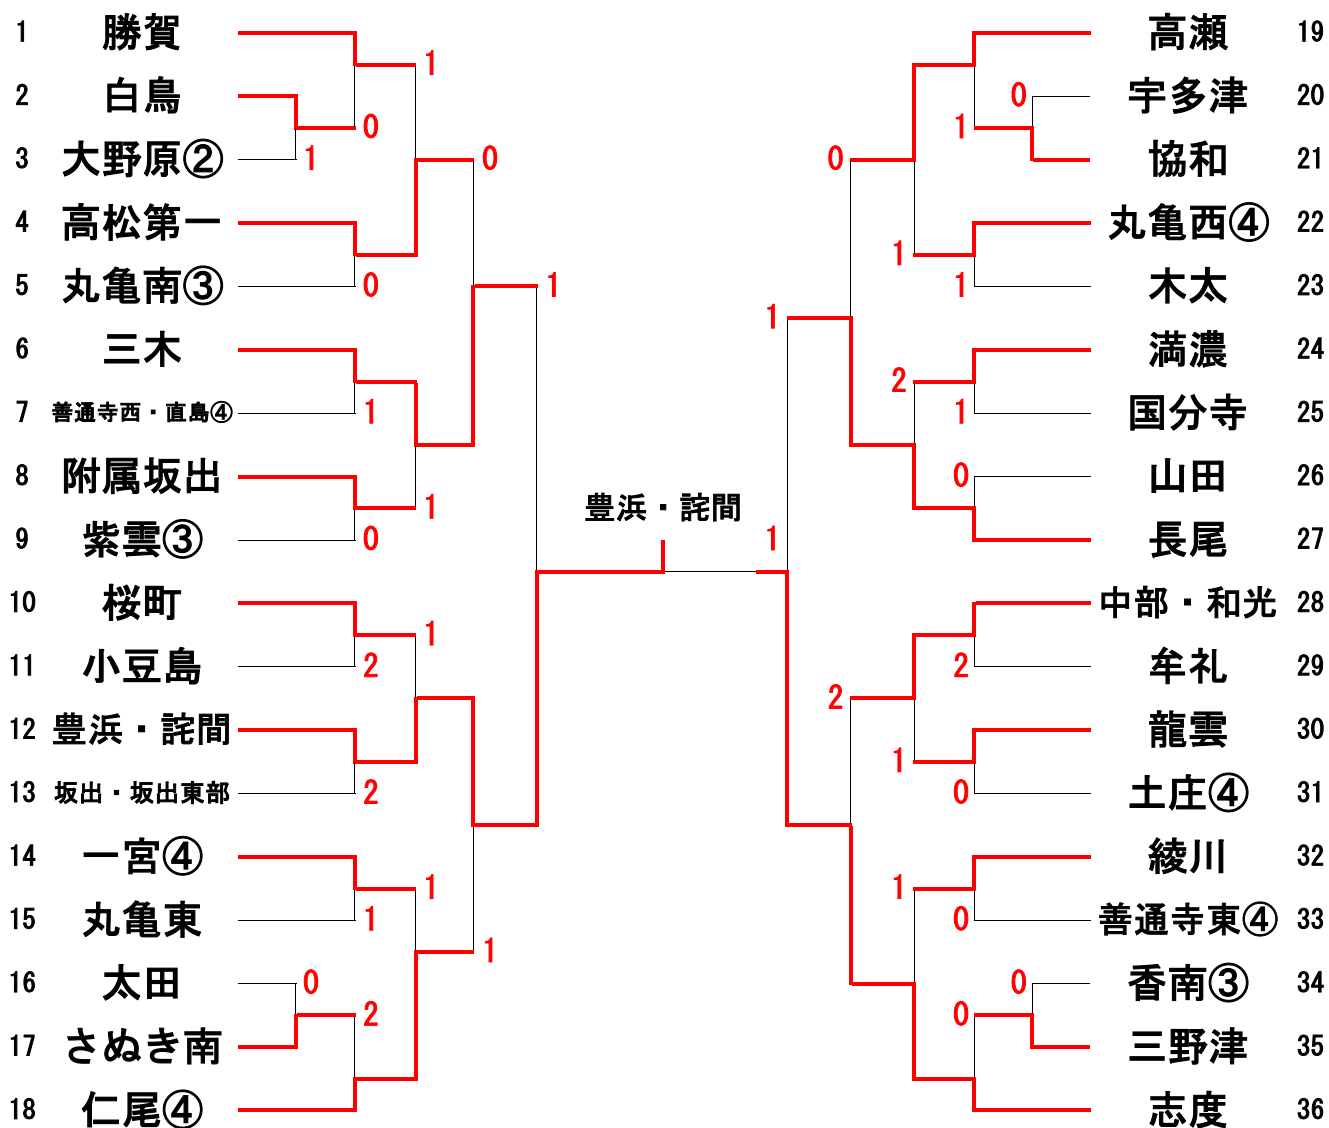 1 勝賀
2 白鳥
3 大野原②
4 高松第一
5 丸亀南③
6 三木
7 善通寺西・直島④
8 附属坂出
9 紫雲③
10 桜町
11 小豆島
12 豊浜・詫間
13 坂出・坂出東部
14 一宮④
15 丸亀東
16 太田
17 さぬき南
18 仁尾④
1
0
1
0
0
1
1
1
0
1
2
2
1
1
0
2
0
1
1
豊浜・詫間
1
1
0
2
0
1
1
1
2
1
0
2
1
0
1
0
0
0
高瀬 19
宇多津 20
協和 21
丸亀西④ 22
木太 23
満濃 24
国分寺 25
山田 26
長尾 27
中部・和光 28
牟礼 29
龍雲 30
土庄④ 31
綾川 32
善通寺東④ 33
香南③ 34
三野津 35
志度 36